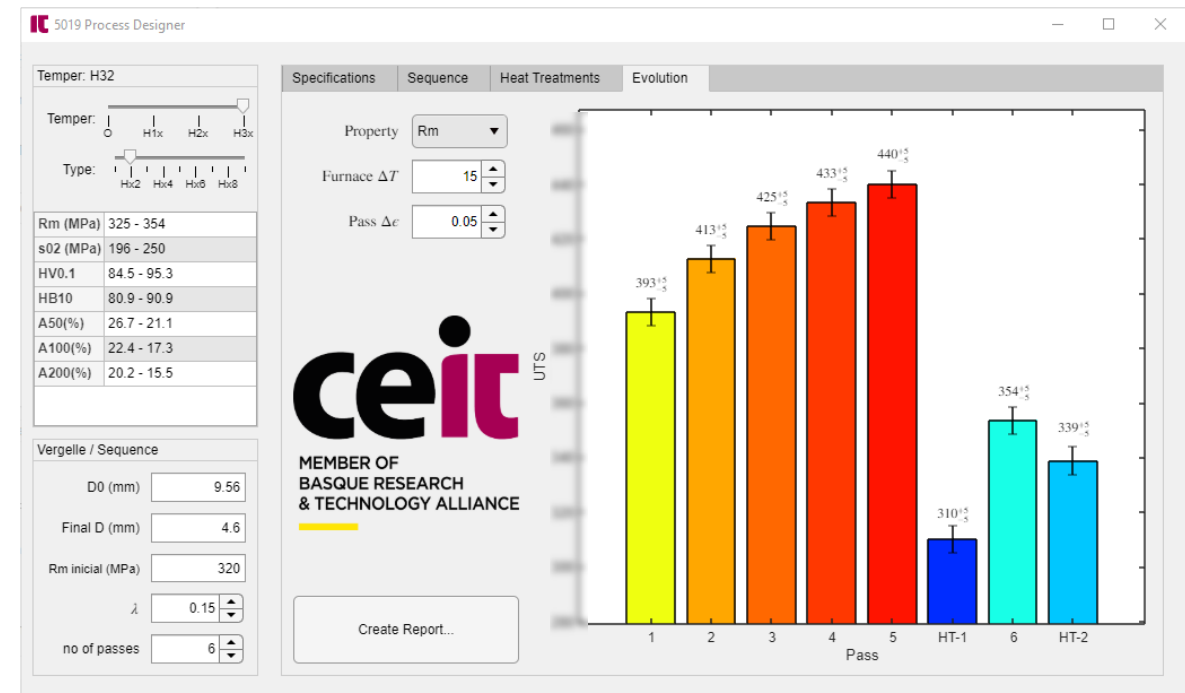 5019 Process Designer
Temper: H32
Temper:
O H1x H2x H3x
Type:
Hx2 Hx4 Hx6 Hx8
Rm (MPa) 325 - 354
s02 (MPa) 196 - 250
HV0.1 84.5 - 95.3
HB10 80.9 - 90.9
A50(%) 26.7 - 21.1
A100(%) 22.4 - 17.3
A200(%) 20.2 - 15.5
Vergelle / Sequence
D0 (mm) 9.56
Final D (mm) 4.6
Rm inicial (MPa) 320
λ 0.15
no of passes 6
Specifications Sequence Heat Treatments Evolution
Property Rm
Furnace ΔT 15
Pass Δϵ 0.05
ceit
MEMBER OF
BASQUE RESEARCH
& TECHNOLOGY ALLIANCE
Create Report...
UTS
393+5-5
413+5-5
425+5-5
433+5-5
440+5-5
310+5-5
354+5-5
339+5-5
1 2 3 4 5 HT-1 6 HT-2
Pass